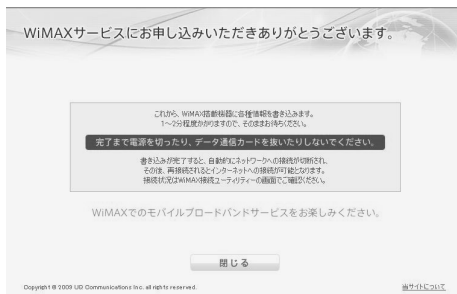 WiMAXサービスにお申し込みいただきありがとうございます。
これから、WiMAX搭載機器に各種情報を書き込みます。
1～2分程度かかりますので、そのままお待ちください。
完了まで電源を切ったり、データ通信カードを抜いたりしないでください。
書き込みが完了すると、自動的にネットワークへの接続が切断され、
その後、再接続されるとインターネットへの接続が可能となります。
接続状況はWiMAX接続ユーティリティーの画面でご確認ください。
WiMAXでのモバイルブロードバンドサービスをお楽しみください。
閉じる
Copyright © 2009 UQ Communications Inc. all rights reserved.
当サイトについて